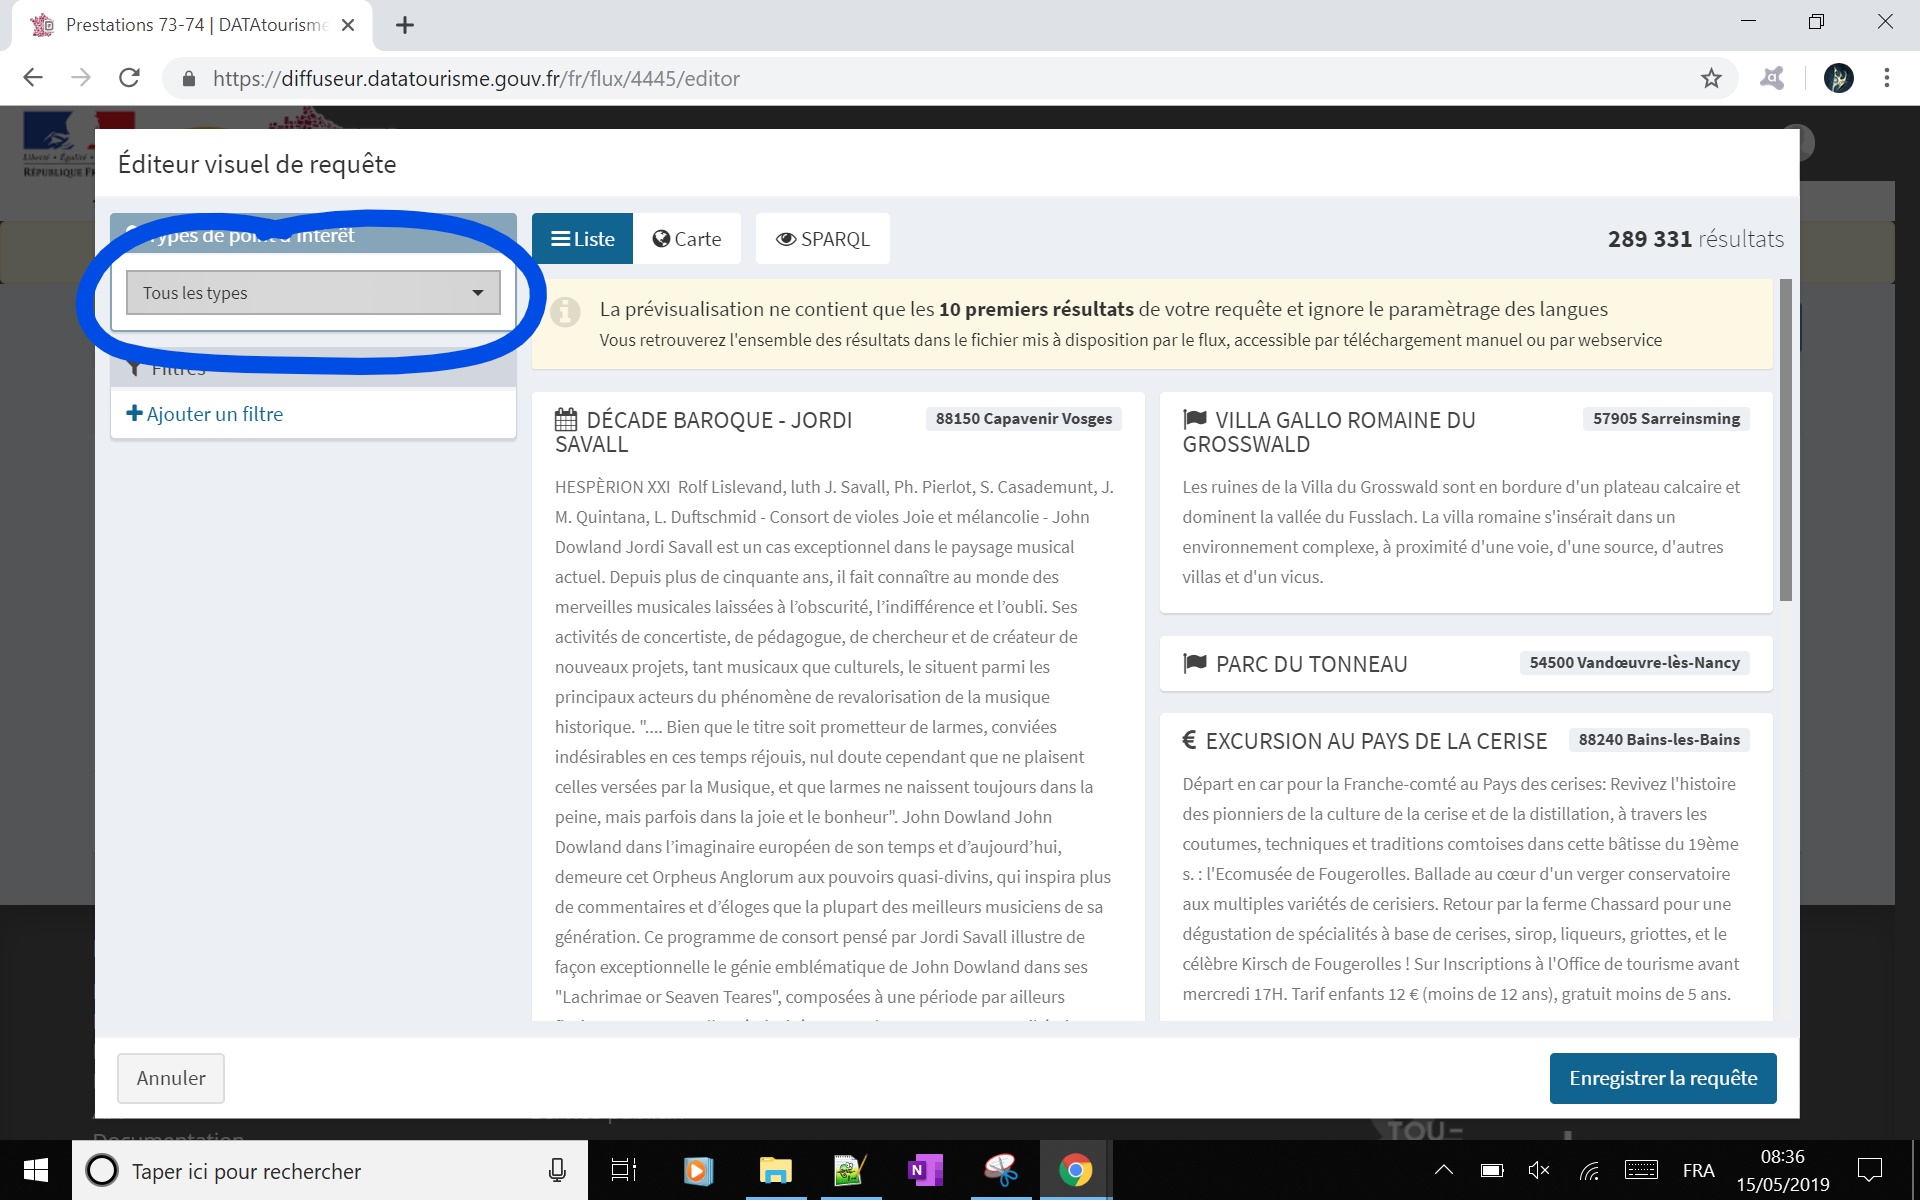 Prestations 73-74 | DATAtourisme
https://diffuseur.datatourisme.gouv.fr/fr/flux/4445/editor
Liberté • Égalité •
RÉPUBLIQUE FR
Éditeur visuel de requête
Types de point d'intérêt
Tous les types
Filtres
Ajouter un filtre
Liste
Carte
SPARQL
289 331 résultats
La prévisualisation ne contient que les 10 premiers résultats de votre requête et ignore le paramètrage des langues
Vous retrouverez l'ensemble des résultats dans le fichier mis à disposition par le flux, accessible par téléchargement manuel ou par webservice
DÉCADE BAROQUE - JORDI
SAVALL
88150 Capavenir Vosges
HESPÈRION XXI Rolf Lislevand, luth J. Savall, Ph. Pierlot, S. Casademunt, J.
M. Quintana, L. Duftschmid - Consort de violes Joie et mélancolie - John
Dowland Jordi Savall est un cas exceptionnel dans le paysage musical
actuel. Depuis plus de cinquante ans, il fait connaître au monde des
merveilles musicales laissées à l’obscurité, l’indifférence et l’oubli. Ses
activités de concertiste, de pédagogue, de chercheur et de créateur de
nouveaux projets, tant musicaux que culturels, le situent parmi les
principaux acteurs du phénomène de revalorisation de la musique
historique. ".... Bien que le titre soit prometteur de larmes, conviées
indésirables en ces temps réjouis, nul doute cependant que ne plaisent
celles versées par la Musique, et que larmes ne naissent toujours dans la
peine, mais parfois dans la joie et le bonheur". John Dowland John
Dowland dans l’imaginaire européen de son temps et d’aujourd’hui,
demeure cet Orpheus Anglorum aux pouvoirs quasi-divins, qui inspira plus
de commentaires et d’éloges que la plupart des meilleurs musiciens de sa
génération. Ce programme de consort pensé par Jordi Savall illustre de
façon exceptionnelle le génie emblématique de John Dowland dans ses
"Lachrimae or Seaven Teares", composées à une période par ailleurs
VILLA GALLO ROMAINE DU
GROSSWALD
57905 Sarreinsming
Les ruines de la Villa du Grosswald sont en bordure d'un plateau calcaire et
dominent la vallée du Fusslach. La villa romaine s'insérait dans un
environnement complexe, à proximité d'une voie, d'une source, d'autres
villas et d'un vicus.
PARC DU TONNEAU
54500 Vandœuvre-lès-Nancy
EXCURSION AU PAYS DE LA CERISE
88240 Bains-les-Bains
Départ en car pour la Franche-comté au Pays des cerises: Revivez l'histoire
des pionniers de la culture de la cerise et de la distillation, à travers les
coutumes, techniques et traditions comtoises dans cette bâtisse du 19ème
s. : l'Ecomusée de Fougerolles. Ballade au cœur d'un verger conservatoire
aux multiples variétés de cerisiers. Retour par la ferme Chassard pour une
dégustation de spécialités à base de cerises, sirop, liqueurs, griottes, et le
célèbre Kirsch de Fougerolles ! Sur Inscriptions à l'Office de tourisme avant
mercredi 17H. Tarif enfants 12 € (moins de 12 ans), gratuit moins de 5 ans.
Annuler
Enregistrer la requête
Documentation
TOU
Taper ici pour rechercher
FRA
08:36
15/05/2019